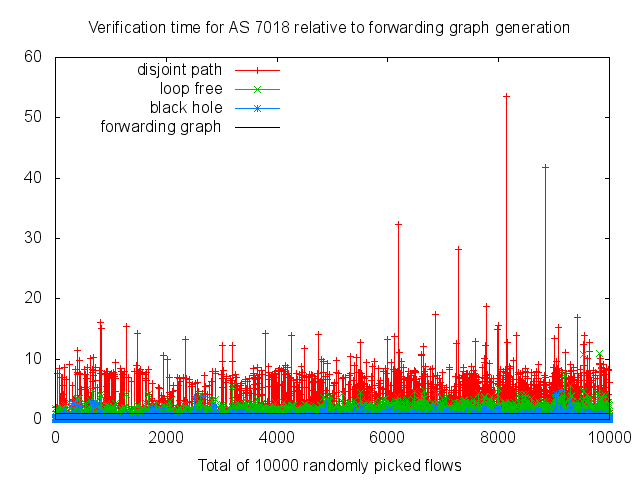 Verification time for AS 7018 relative to forwarding graph generation
60
50
40
30
20
10
0
disjoint path
loop free
black hole
forwarding graph
0 2000 4000 6000 8000 10000
Total of 10000 randomly picked flows